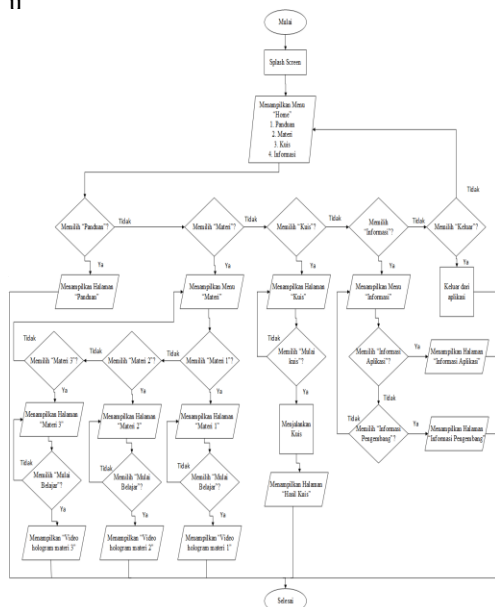 Mulai
Splash Screen
Menampilkan Menu
"Home"
1. Panduan
2. Materi
3. Kuis
4. Informasi
Tidak
Memilih "Panduan"?
Tidak
Memilih "Materi"?
Tidak
Memilih "Kuis"?
Tidak
Memilih
"Informasi"?
Tidak
Memilih "Keluar"?
Ya
Ya
Ya
Ya
Ya
Menampilkan Halaman
"Panduan"
Menampilkan Menu
"Materi"
Menampilkan Halaman
"Kuis"
Menampilkan Menu
"Informasi"
Keluar dari
aplikasi
Tidak
Memilih "Materi 3"?
Tidak
Memilih "Materi 2"?
Tidak
Memilih "Materi 1"?
Tidak
Memilih "Mulai
kuis"?
Memilih "Informasi
Aplikasi"?
Ya
Menampilkan Halaman
"Informasi Aplikasi"
Ya
Ya
Ya
Ya
Tidak
Menampilkan Halaman
"Materi 3"
Menampilkan Halaman
"Materi 2"
Menampilkan Halaman
"Materi 1"
Menjalankan
Kuis
Tidak
Memilih "Informasi
Pengembang"?
Ya
Menampilkan Halaman
"Informasi Pengembang"
Tidak
Memilih "Mulai
Belajar"?
Tidak
Memilih "Mulai
Belajar"?
Tidak
Memilih "Mulai
Belajar"?
Menampilkan Halaman
"Hasil Kuis"
Ya
Ya
Ya
Menampilkan "Video
hologram materi 3"
Menampilkan "Video
hologram materi 2"
Menampilkan "Video
hologram materi 1"
Selesai